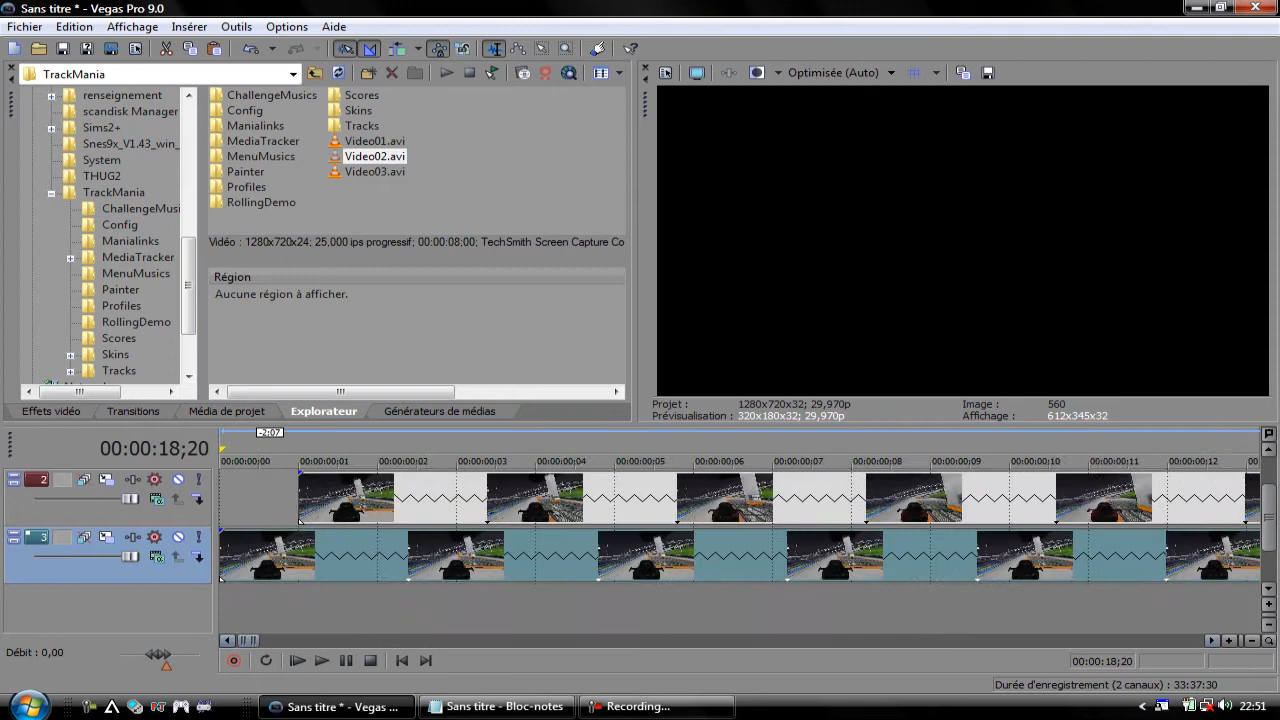 Sans titre * - Vegas Pro 9.0
Fichier Edition Affichage Insérer Outils Options Aide
TrackMania
Optimisée (Auto)
renseignement
scandisk Manager
Sims2+
Snes9x_V1.43_win_
System
THUG2
TrackMania
ChallengeMusi
Config
Manialinks
MediaTracker
MenuMusics
Painter
Profiles
RollingDemo
Scores
Skins
Tracks
ChallengeMusics
Config
Manialinks
MediaTracker
MenuMusics
Painter
Profiles
RollingDemo
Scores
Skins
Tracks
Video01.avi
Video02.avi
Video03.avi
Vidéo : 1280x720x24; 25,000 ips progressif; 00:00:08;00; TechSmith Screen Capture Co
Région
Aucune région à afficher.
Effets vidéo Transitions Média de projet Explorateur Générateurs de médias
Projet : 1280x720x32; 29,970p Image : 560
Prévisualisation : 320x180x32; 29,970p Affichage : 612x345x32
-2:07
00:00:18;20
00:00:00;00 00:00:00;01 00:00:00;02 00:00:00;03 00:00:00;04 00:00:00;05 00:00:00;06 00:00:00;07 00:00:00;08 00:00:00;09 00:00:00;10 00:00:00;11 00:00:00;12 00
2
3
Débit : 0,00
00:00:18;20
Durée d'enregistrement (2 canaux) : 33:37:30
Sans titre * - Vegas ... Sans titre - Bloc-notes Recording... 22:51